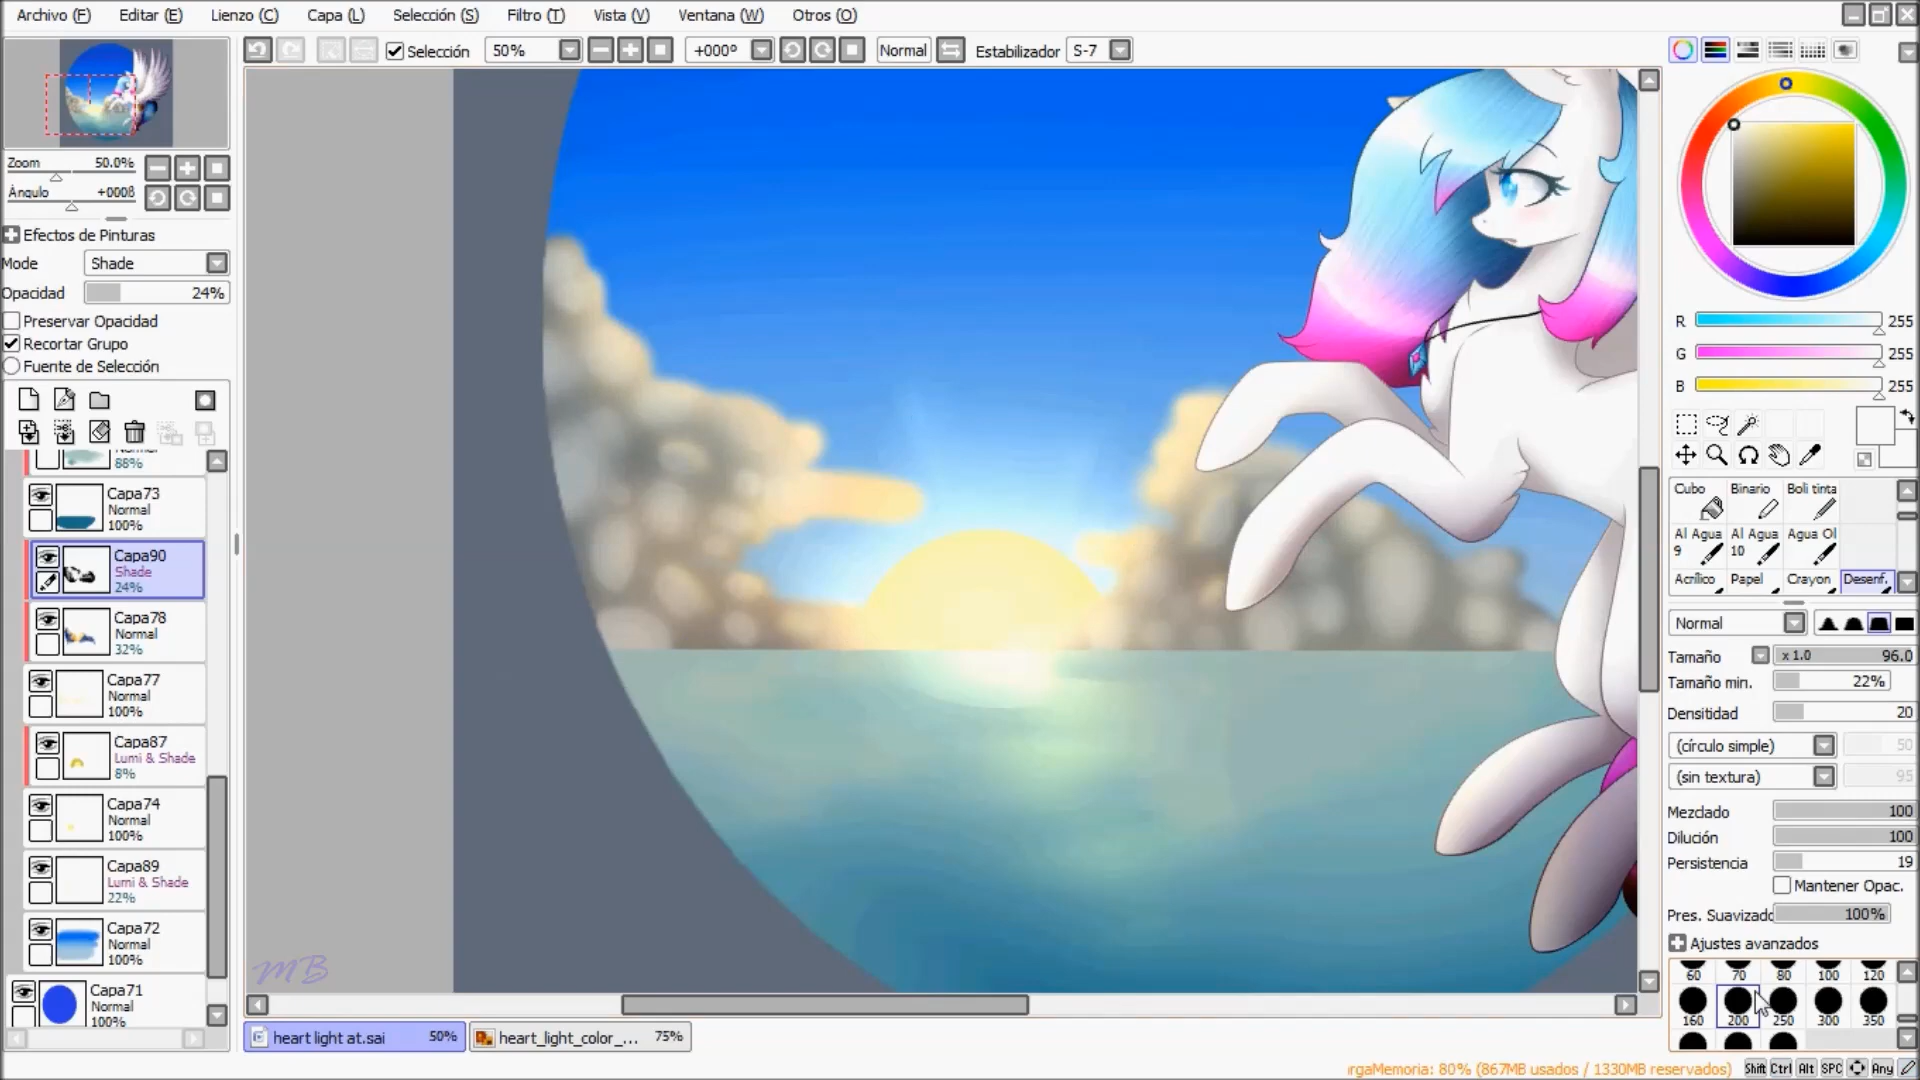 Archivo (F) Editar (E) Lienzo (C) Capa (L) Selección (S) Filtro (T) Vista (V) Ventana (W) Otros (O)
Selección 50% +000º Normal Estabilizador S-7
Zoom 50.0%
Ángulo +000ß
Efectos de Pinturas
Mode Shade
Opacidad 24%
Preservar Opacidad
Recortar Grupo
Fuente de Selección
88%
Capa73
Normal
100%
Capa90
Shade
24%
Capa78
Normal
32%
Capa77
Normal
100%
Capa87
Lumi & Shade
8%
Capa74
Normal
100%
Capa89
Lumi & Shade
22%
Capa72
Normal
100%
Capa71
Normal
100%
MB
heart light at.sai 50% heart_light_color_... 75%
R 255
G 255
B 255
Cubo Binario Boli tinta
Al Agua 9 Al Agua 10 Agua Ol
Acrílico Papel Crayon Desenf.
Normal
Tamaño x 1.0 96.0
Tamaño min. 22%
Densitidad 20
(círculo simple) 50
(sin textura) 95
Mezclado 100
Dilución 100
Persistencia 19
Mantener Opac.
Pres. Suavizado 100%
Ajustes avanzados
60 70 80 100 120
160 200 250 300 350
rgaMemoria: 80% (867MB usados / 1330MB reservados) Shift Ctrl Alt SPC Any